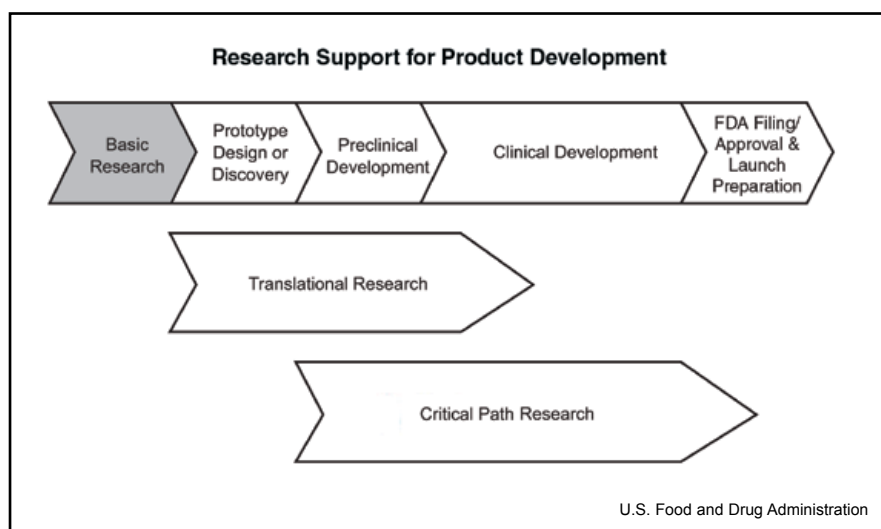 Research Support for Product Development
Basic
Research
Prototype
Design or
Discovery
Preclinical
Development
Clinical Development
FDA Filing/
Approval &
Launch
Preparation
Translational Research
Critical Path Research
U.S. Food and Drug Administration